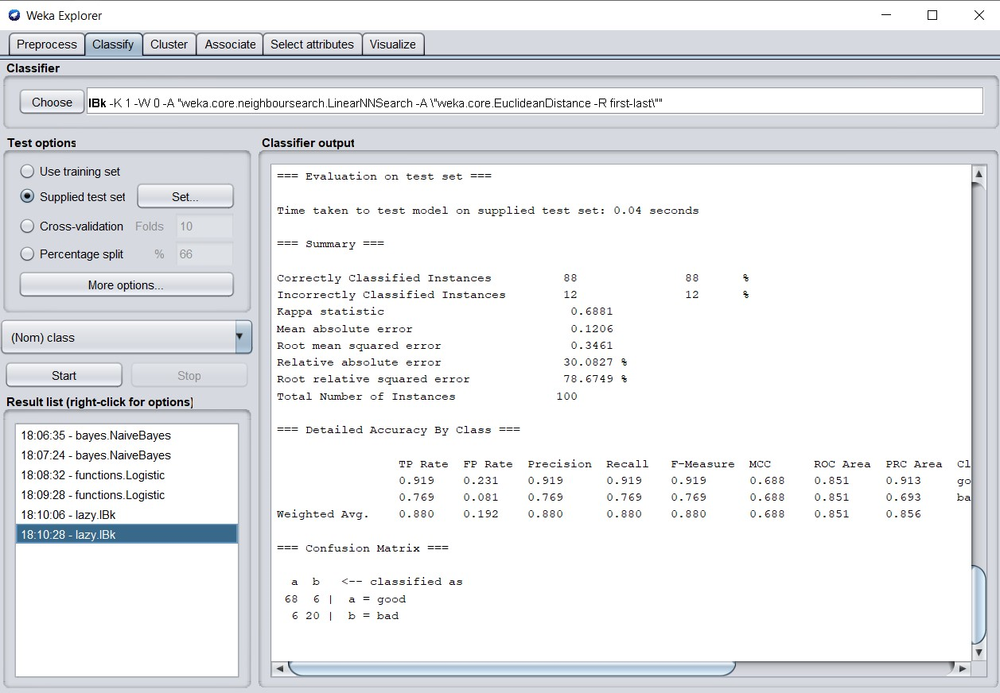 Weka Explorer
Preprocess Classify Cluster Associate Select attributes Visualize
Classifier
Choose IBk -K 1 -W 0 -A "weka.core.neighboursearch.LinearNNSearch -A \"weka.core.EuclideanDistance -R first-last\""
Test options
Use training set
Supplied test set Set...
Cross-validation Folds 10
Percentage split % 66
More options...
(Nom) class
Start Stop
Result list (right-click for options)
18:06:35 - bayes.NaiveBayes
18:07:24 - bayes.NaiveBayes
18:08:32 - functions.Logistic
18:09:28 - functions.Logistic
18:10:06 - lazy.IBk
18:10:28 - lazy.IBk
Classifier output
=== Evaluation on test set ===
Time taken to test model on supplied test set: 0.04 seconds
=== Summary ===
Correctly Classified Instances 88 88 %
Incorrectly Classified Instances 12 12 %
Kappa statistic 0.6881
Mean absolute error 0.1206
Root mean squared error 0.3461
Relative absolute error 30.0827 %
Root relative squared error 78.6749 %
Total Number of Instances 100
=== Detailed Accuracy By Class ===
TP Rate FP Rate Precision Recall F-Measure MCC ROC Area PRC Area Cl
0.919 0.231 0.919 0.919 0.919 0.688 0.851 0.913 go
0.769 0.081 0.769 0.769 0.769 0.688 0.851 0.693 ba
Weighted Avg. 0.880 0.192 0.880 0.880 0.880 0.688 0.851 0.856
=== Confusion Matrix ===
a b <-- classified as
68 6 | a = good
6 20 | b = bad